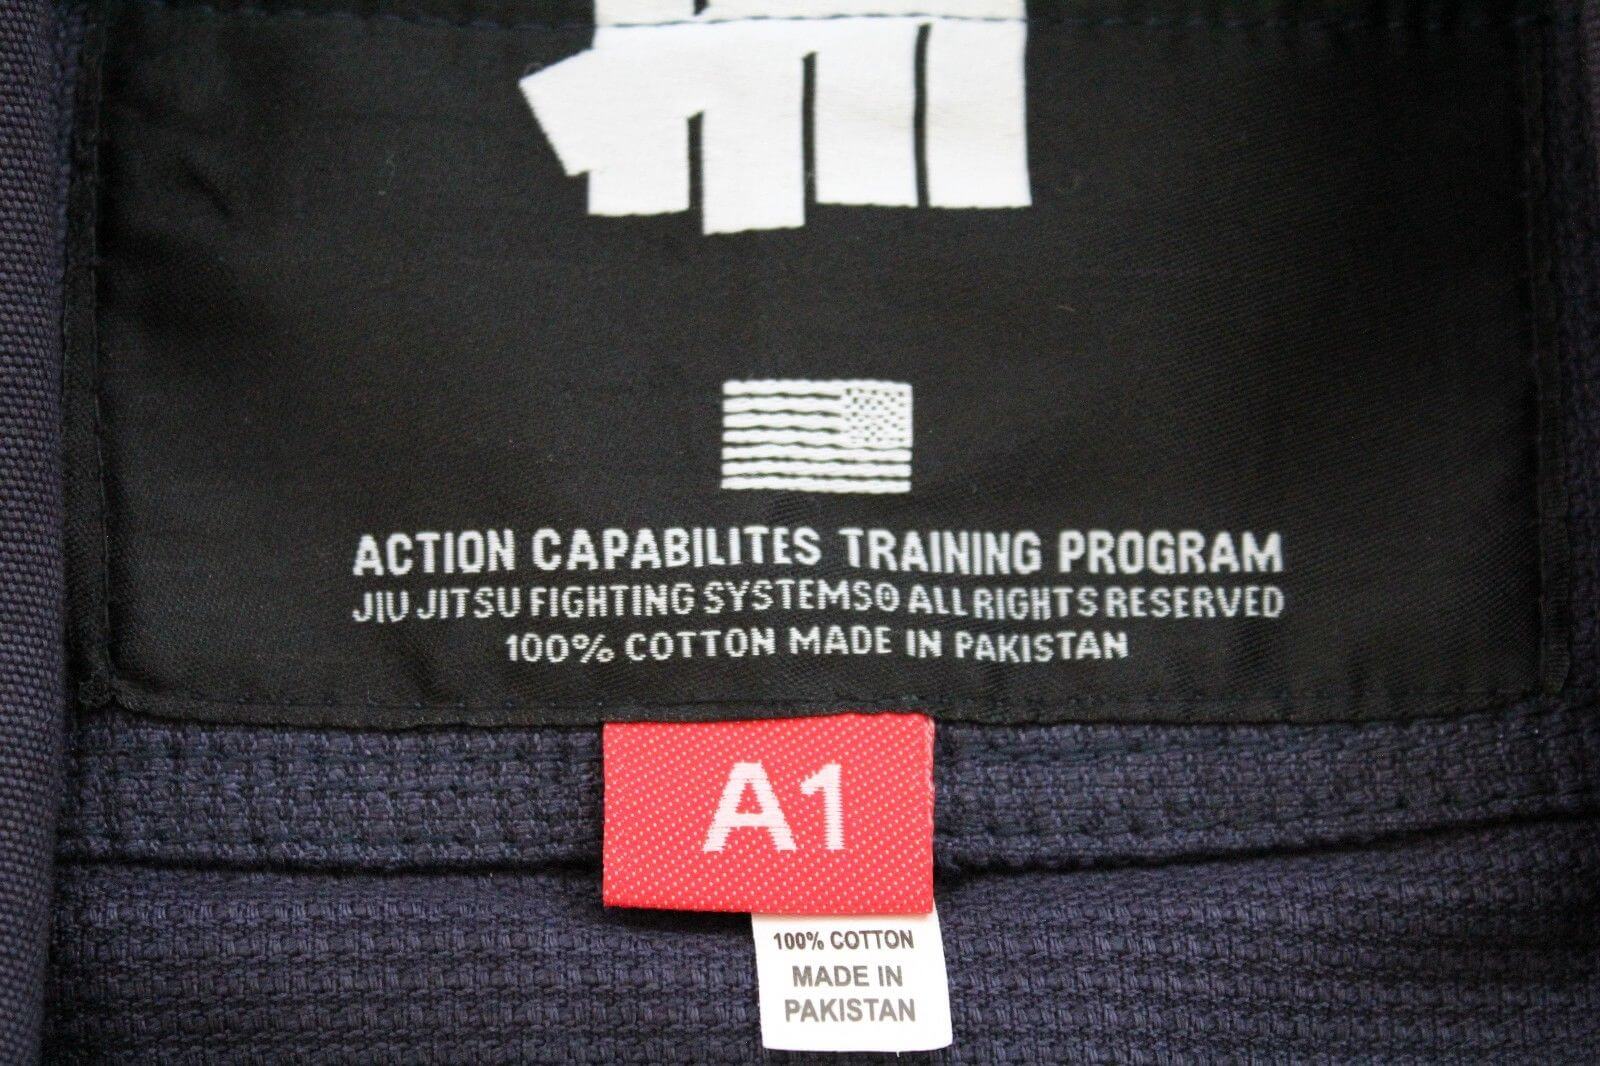 ACTION CAPABILITES TRAINING PROGRAM
JIU JITSU FIGHTING SYSTEMS® ALL RIGHTS RESERVED
100% COTTON MADE IN PAKISTAN
A1
100% COTTON
MADE IN
PAKISTAN